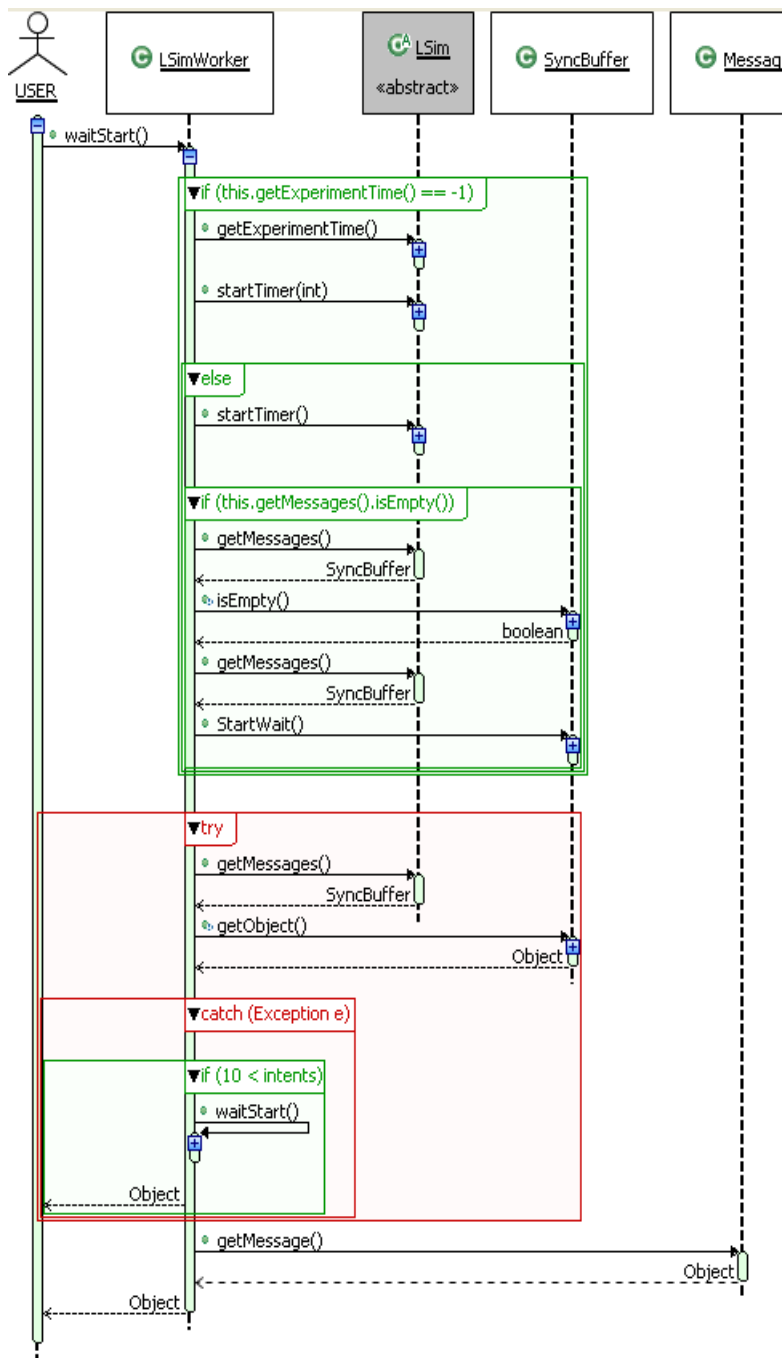 USER
LSimWorker
LSim
«abstract»
SyncBuffer
Messag
waitStart()
if (this.getExperimentTime() == -1)
getExperimentTime()
startTimer(int)
else
startTimer()
if (this.getMessages().isEmpty())
getMessages()
SyncBuffer
isEmpty()
boolean
getMessages()
SyncBuffer
StartWait()
try
getMessages()
SyncBuffer
getObject()
Object
catch (Exception e)
if (10 < intents)
waitStart()
Object
getMessage()
Object
Object